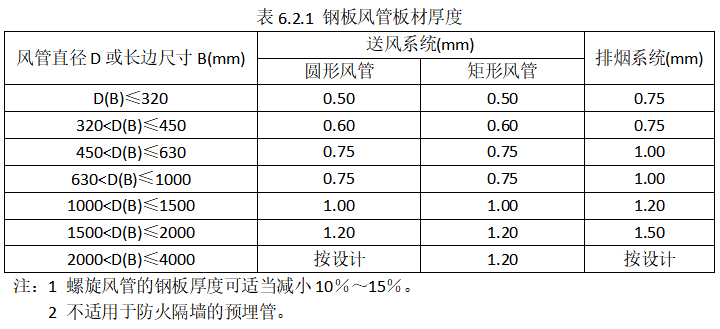 表 6.2.1 钢板风管板材厚度
风管直径 D 或长边尺寸 B(mm) 送风系统(mm) 排烟系统(mm)
圆形风管 矩形风管
D(B)≤320 0.50 0.50 0.75
320<D(B)≤450 0.60 0.60 0.75
450<D(B)≤630 0.75 0.75 1.00
630<D(B)≤1000 0.75 0.75 1.00
1000<D(B)≤1500 1.00 1.00 1.20
1500<D(B)≤2000 1.20 1.20 1.50
2000<D(B)≤4000 按设计 1.20 按设计
注：1 螺旋风管的钢板厚度可适当减小 10％～15％。
2 不适用于防火隔墙的预埋管。